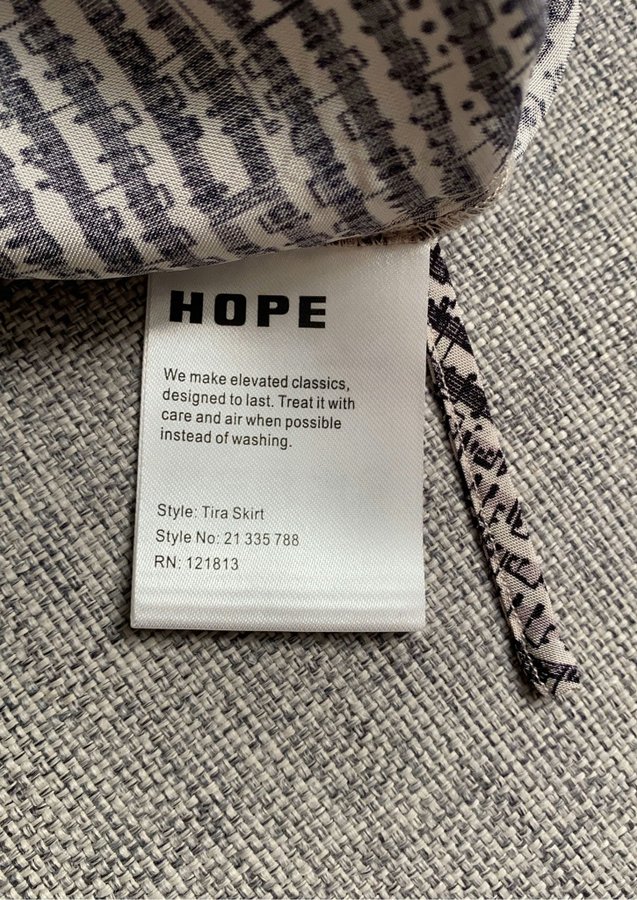 HOPE
We make elevated classics,
designed to last. Treat it with
care and air when possible
instead of washing.
Style: Tira Skirt
Style No: 21 335 788
RN: 121813